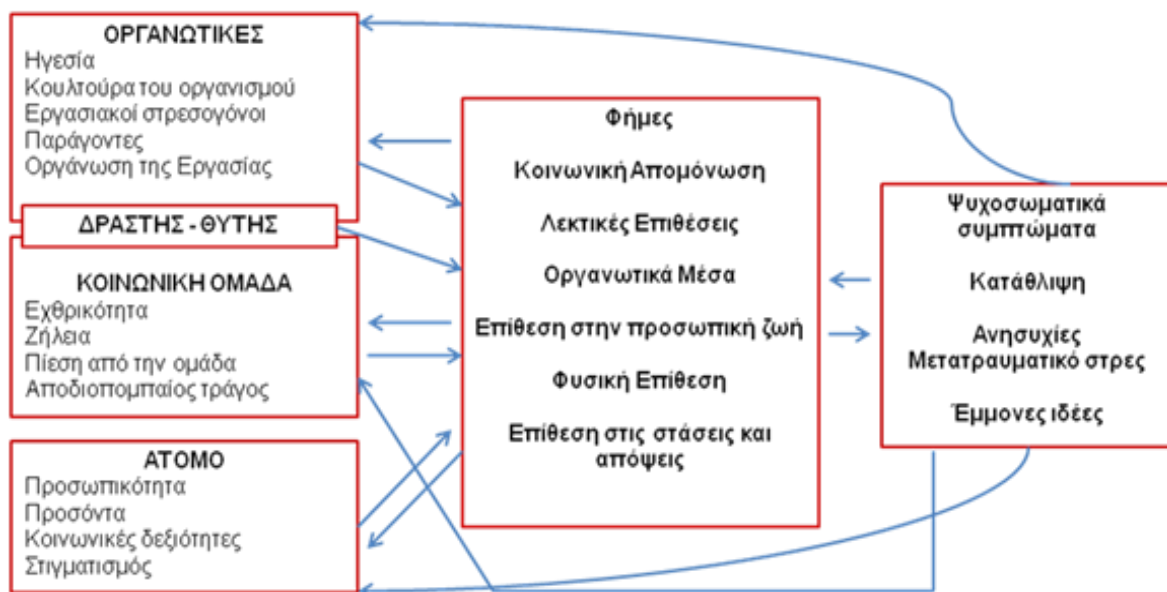 ΟΡΓΑΝΩΤΙΚΕΣ
Ηγεσία
Κουλτούρα του οργανισμού
Εργασιακοί στρεσογόνοι
Παράγοντες
Οργάνωση της Εργασίας
ΔΡΑΣΤΗΣ - ΘΥΤΗΣ
ΚΟΙΝΩΝΙΚΗ ΟΜΑΔΑ
Εχθρικότητα
Ζήλεια
Πίεση από την ομάδα
Αποδιοπομπαίος τράγος
ΑΤΟΜΟ
Προσωπικότητα
Προσόντα
Κοινωνικές δεξιότητες
Στιγματισμός
Φήμες
Κοινωνική Απομόνωση
Λεκτικές Επιθέσεις
Οργανωτικά Μέσα
Επίθεση στην προσωπική ζωή
Φυσική Επίθεση
Επίθεση στις στάσεις και
απόψεις
Ψυχοσωματικά
συμπτώματα
Κατάθλιψη
Ανησυχίες
Μετατραυματικό στρες
Έμμονες ιδέες